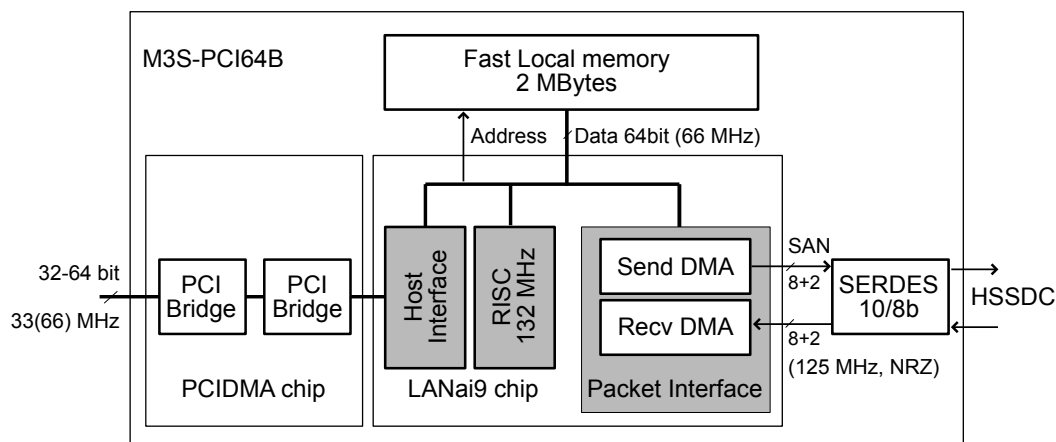 M3S-PCI64B
Fast Local memory
2 MBytes
Address
Data 64bit (66 MHz)
32-64 bit
33(66) MHz
PCI
Bridge
PCI
Bridge
PCIDMA chip
Host
Interface
RISC
132 MHz
LANai9 chip
Send DMA
Recv DMA
Packet Interface
SAN
8+2
8+2
(125 MHz, NRZ)
SERDES
10/8b
HSSDC